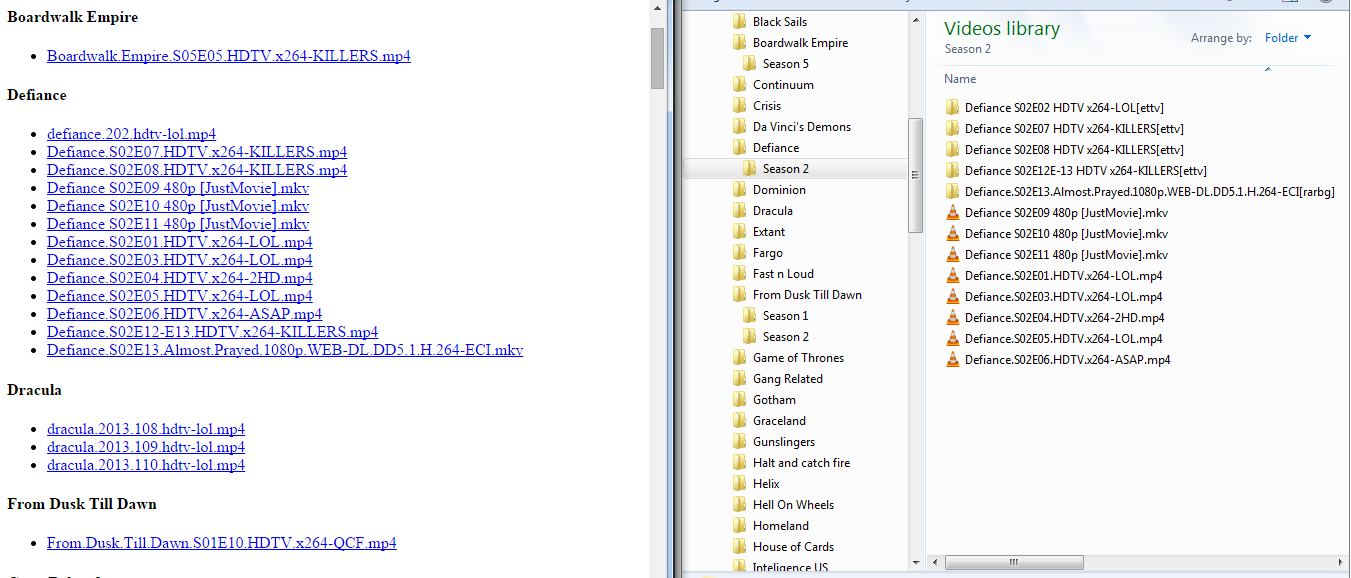 Boardwalk Empire
Boardwalk.Empire.S05E05.HDTV.x264-KILLERS.mp4
Defiance
defiance.202.hdtv-lol.mp4
Defiance.S02E07.HDTV.x264-KILLERS.mp4
Defiance.S02E08.HDTV.x264-KILLERS.mp4
Defiance S02E09 480p [JustMovie].mkv
Defiance S02E10 480p [JustMovie].mkv
Defiance S02E11 480p [JustMovie].mkv
Defiance.S02E01.HDTV.x264-LOL.mp4
Defiance.S02E03.HDTV.x264-LOL.mp4
Defiance.S02E04.HDTV.x264-2HD.mp4
Defiance.S02E05.HDTV.x264-LOL.mp4
Defiance.S02E06.HDTV.x264-ASAP.mp4
Defiance.S02E12-E13.HDTV.x264-KILLERS.mp4
Defiance.S02E13.Almost.Prayed.1080p.WEB-DL.DD5.1.H.264-ECI.mkv
Dracula
dracula.2013.108.hdtv-lol.mp4
dracula.2013.109.hdtv-lol.mp4
dracula.2013.110.hdtv-lol.mp4
From Dusk Till Dawn
From.Dusk.Till.Dawn.S01E10.HDTV.x264-QCF.mp4
Black Sails
Boardwalk Empire
Season 5
Continuum
Crisis
Da Vinci's Demons
Defiance
Season 2
Dominion
Dracula
Extant
Fargo
Fast n Loud
From Dusk Till Dawn
Season 1
Season 2
Game of Thrones
Gang Related
Gotham
Graceland
Gunslingers
Halt and catch fire
Helix
Hell On Wheels
Homeland
House of Cards
Inteligence US
Videos library
Season 2
Arrange by: Folder
Name
Defiance S02E02 HDTV x264-LOL[ettv]
Defiance S02E07 HDTV x264-KILLERS[ettv]
Defiance S02E08 HDTV x264-KILLERS[ettv]
Defiance S02E12E-13 HDTV x264-KILLERS[ettv]
Defiance.S02E13.Almost.Prayed.1080p.WEB-DL.DD5.1.H.264-ECI[rarbg]
Defiance S02E09 480p [JustMovie].mkv
Defiance S02E10 480p [JustMovie].mkv
Defiance S02E11 480p [JustMovie].mkv
Defiance.S02E01.HDTV.x264-LOL.mp4
Defiance.S02E03.HDTV.x264-LOL.mp4
Defiance.S02E04.HDTV.x264-2HD.mp4
Defiance.S02E05.HDTV.x264-LOL.mp4
Defiance.S02E06.HDTV.x264-ASAP.mp4